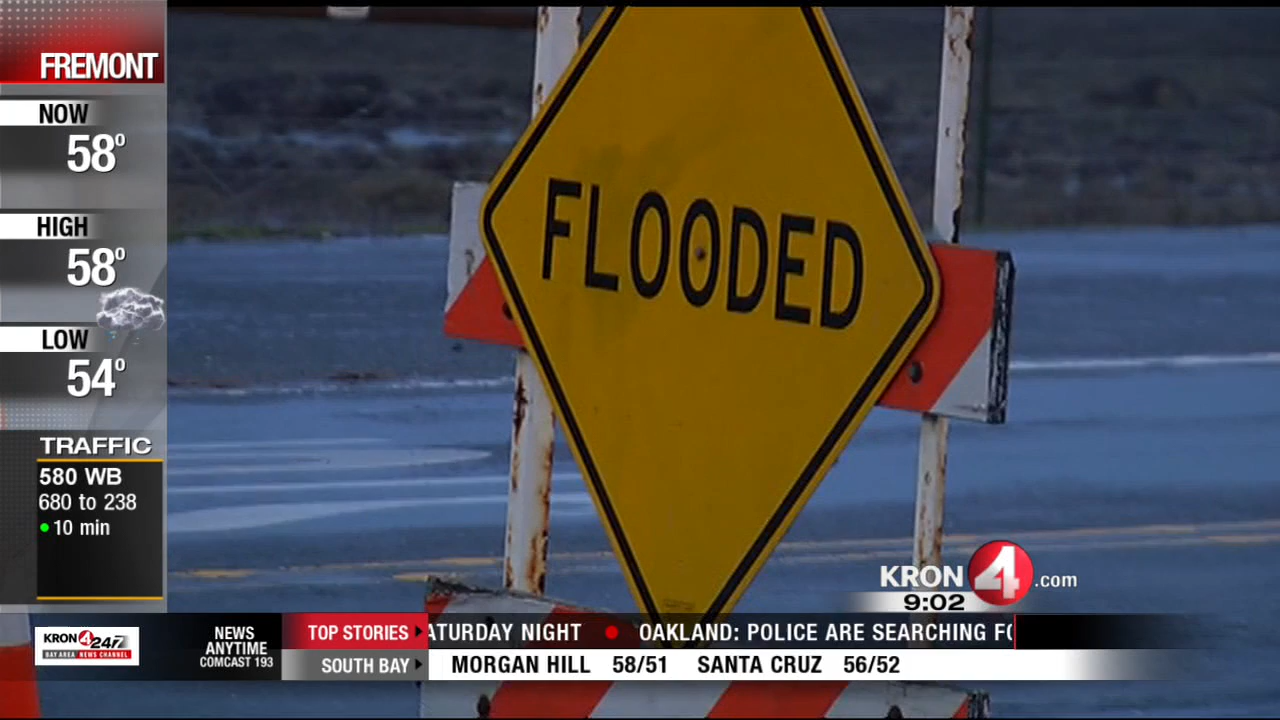 FREMONT
NOW
58°
HIGH
58°
LOW
54°
TRAFFIC
580 WB
680 to 238
10 min
FLOODED
KRON 4 .com
9:02
KRON 4 24/7
BAY AREA NEWS CHANNEL
NEWS
ANYTIME
COMCAST 193
TOP STORIES
ATURDAY NIGHT ● OAKLAND: POLICE ARE SEARCHING FO
SOUTH BAY
MORGAN HILL 58/51 SANTA CRUZ 56/52